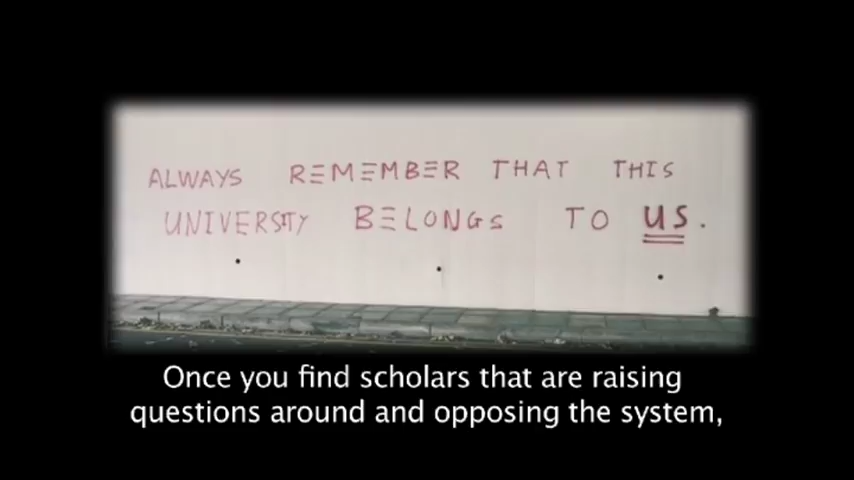 ALWAYS REMEMBER THAT THIS
UNIVERSITY BELONGS TO US.
Once you find scholars that are raising
questions around and opposing the system,